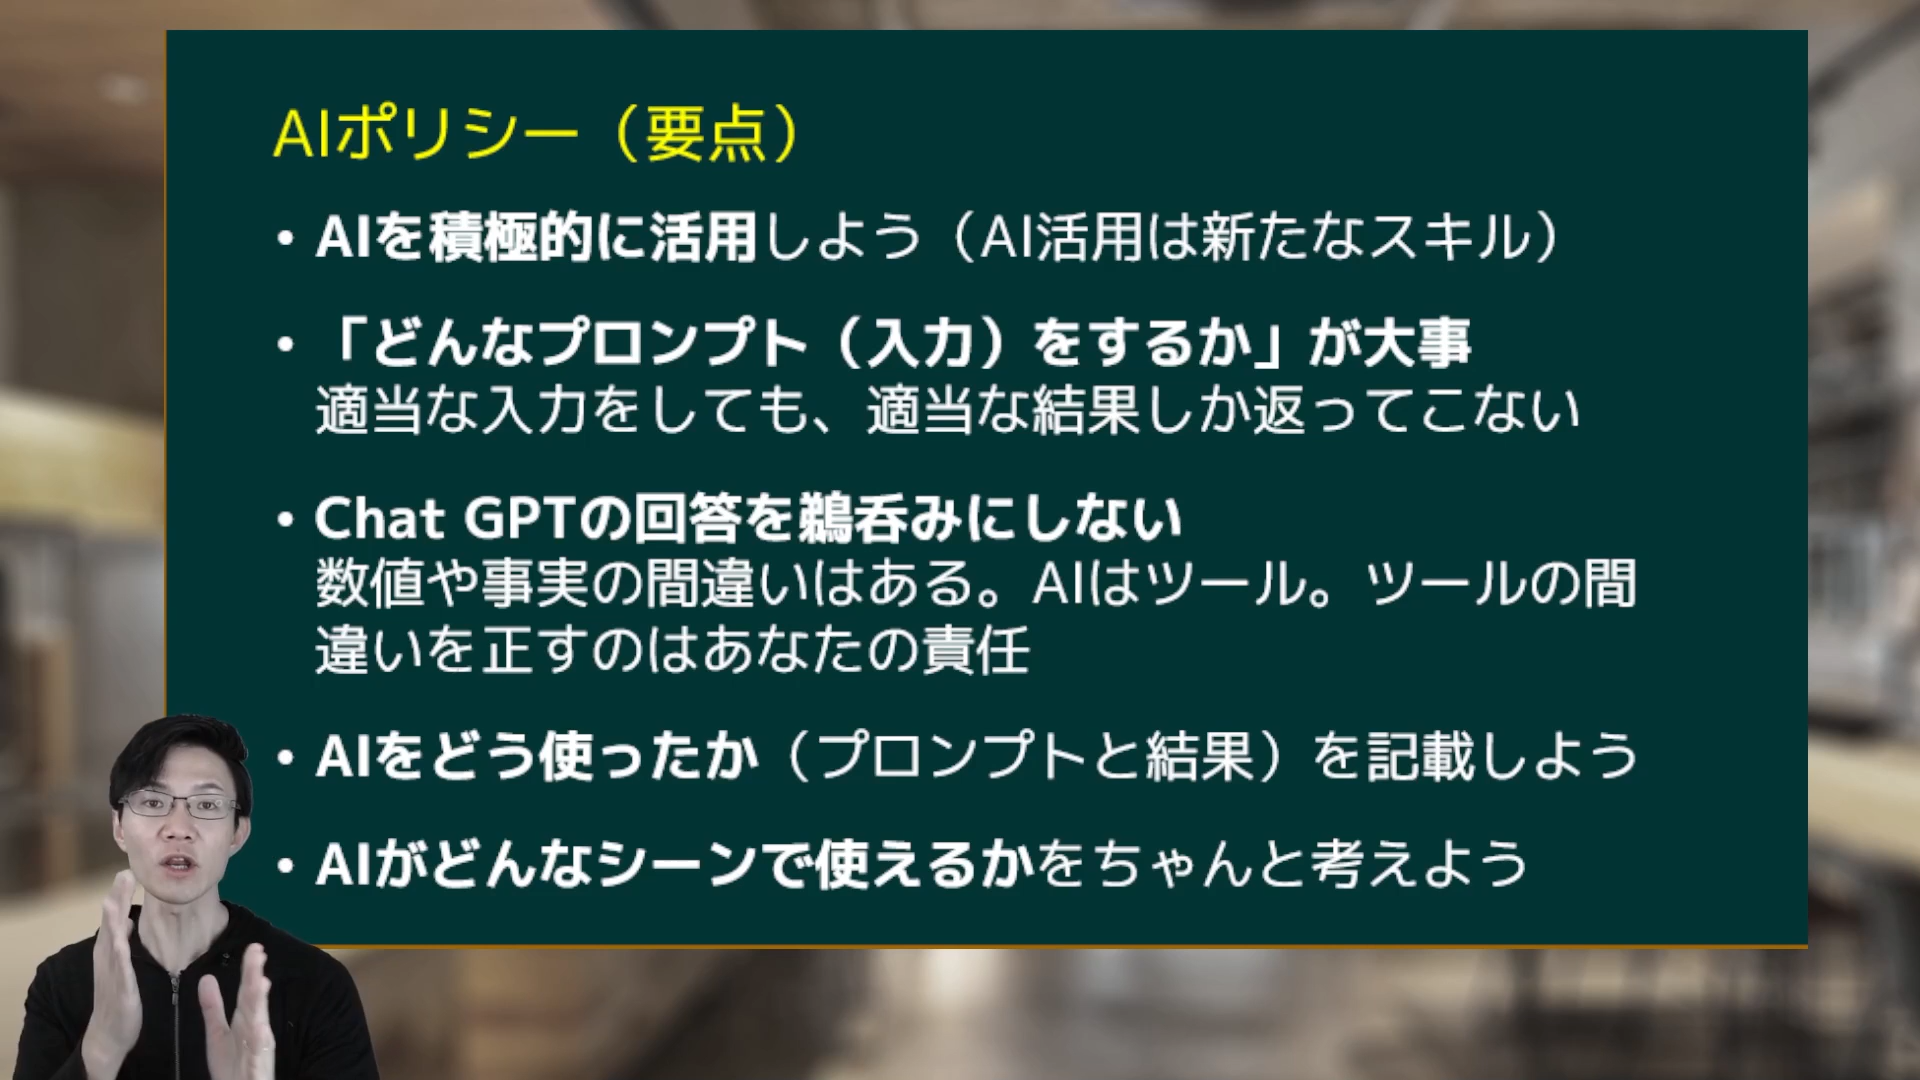 AIポリシー（要点）
• AIを積極的に活用しよう（AI活用は新たなスキル）
• 「どんなプロンプト（入力）をするか」が大事
適当な入力をしても、適当な結果しか返ってこない
• Chat GPTの回答を鵜呑みにしない
数値や事実の間違いはある。AIはツール。ツールの間
違いを正すのはあなたの責任
• AIをどう使ったか（プロンプトと結果）を記載しよう
• AIがどんなシーンで使えるかをちゃんと考えよう